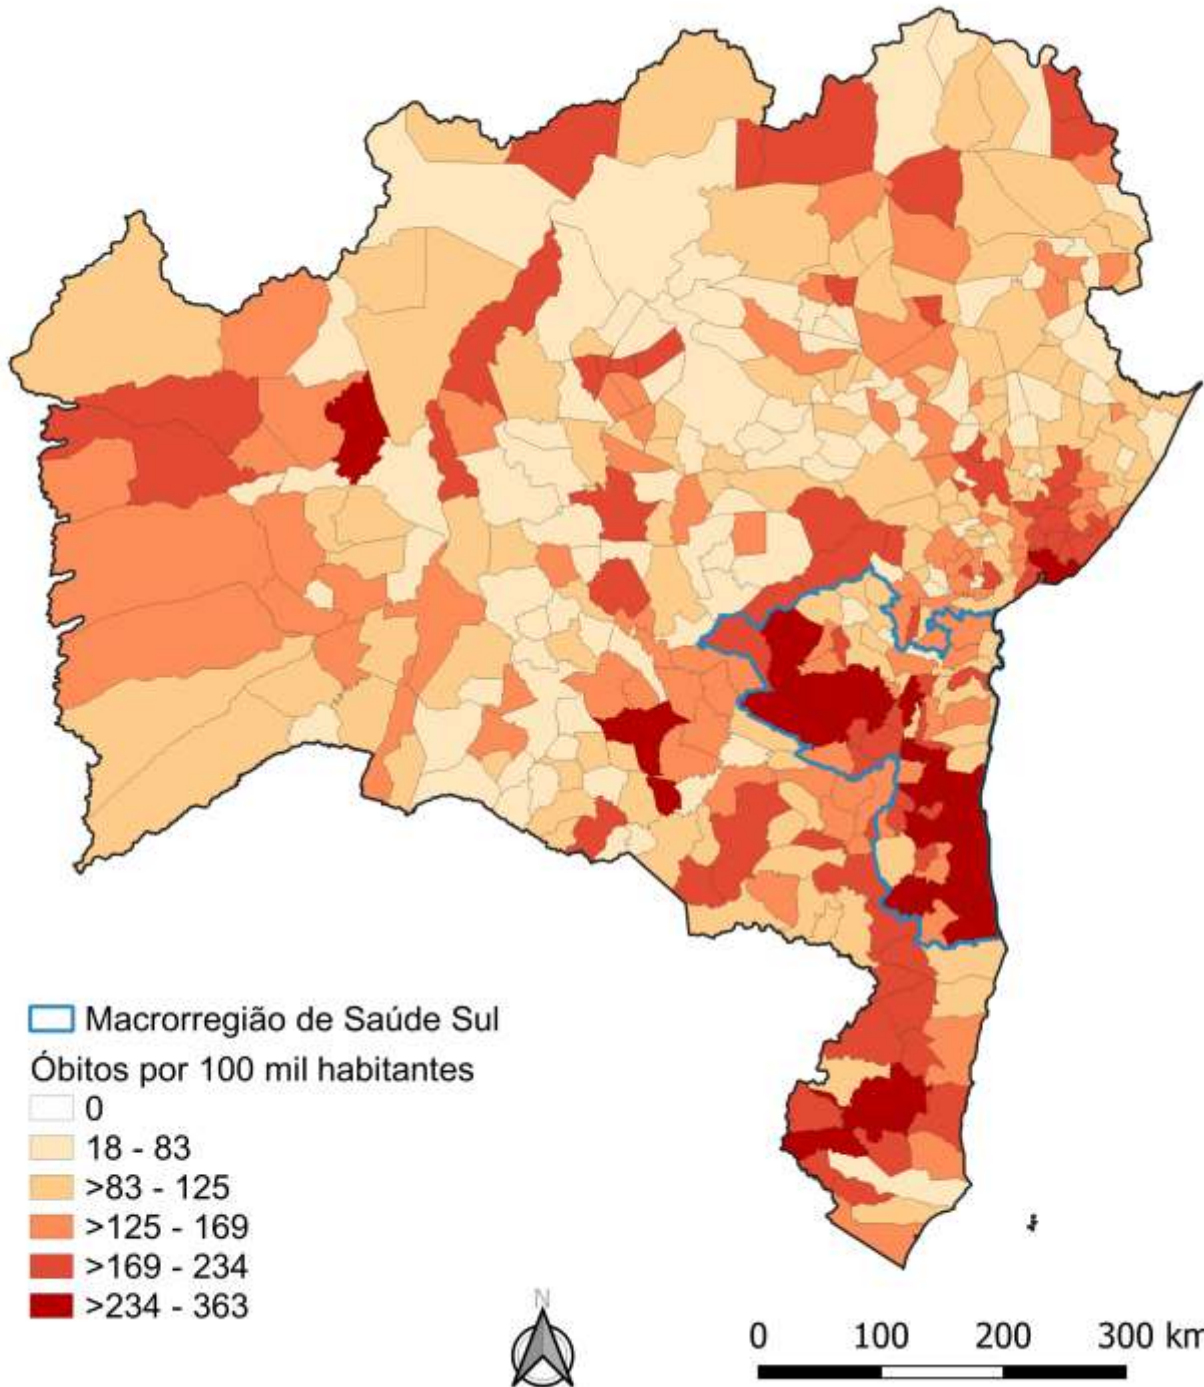 Macrorregião de Saúde Sul
Óbitos por 100 mil habitantes
0
18 - 83
>83 - 125
>125 - 169
>169 - 234
>234 - 363
N
0 100 200 300 km